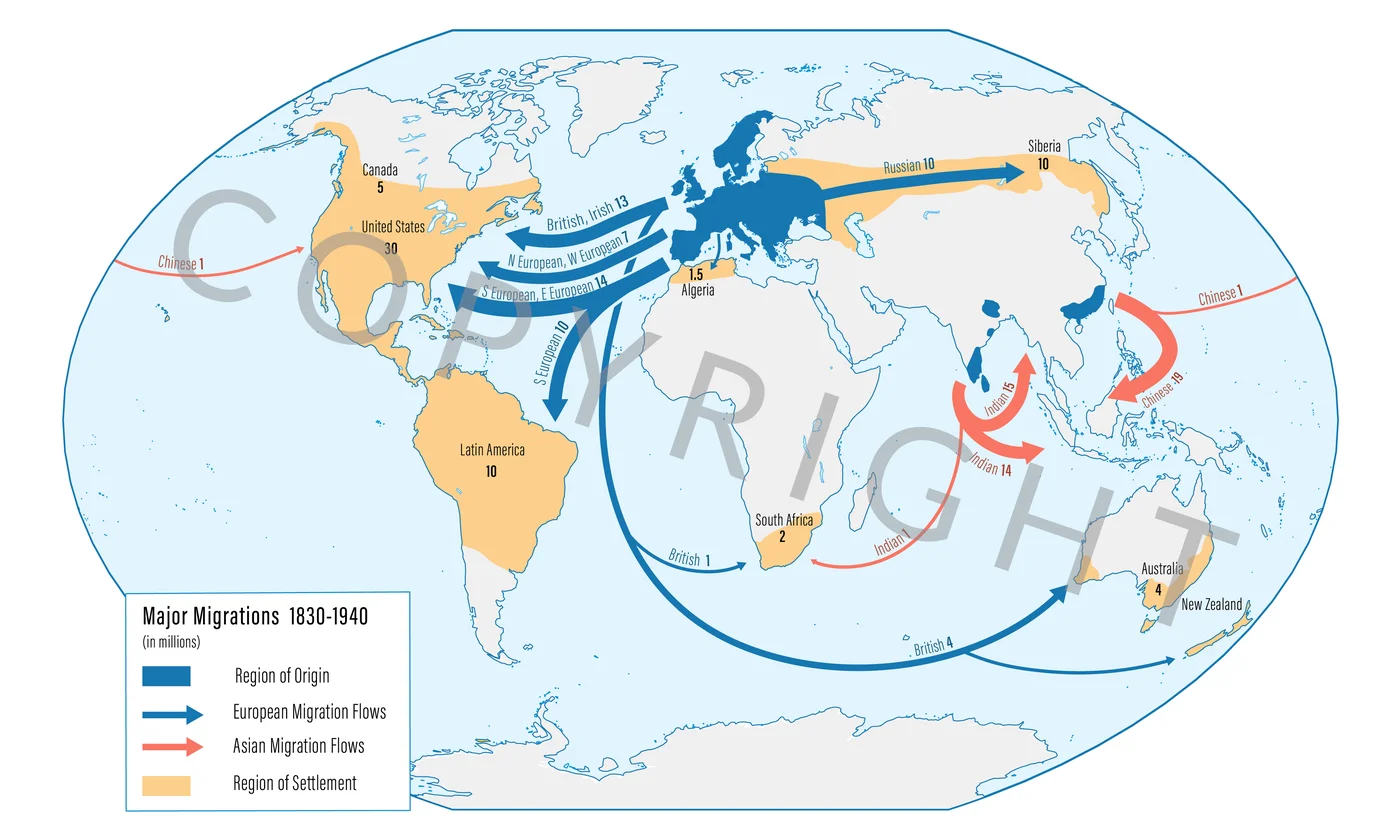 Siberia
10
Russian 10
Canada
5
British, Irish 13
United States
30
N European, W European 7
Chinese 1
1.5
Algeria
S European, E European 14
Chinese 1
S European 10
Indian 15
Chinese 19
Latin America
10
Indian 14
South Africa
2
Indian 1
British 1
Australia
4
New Zealand
British 4
COPYRIGHT
Major Migrations 1830-1940
(in millions)
Region of Origin
European Migration Flows
Asian Migration Flows
Region of Settlement